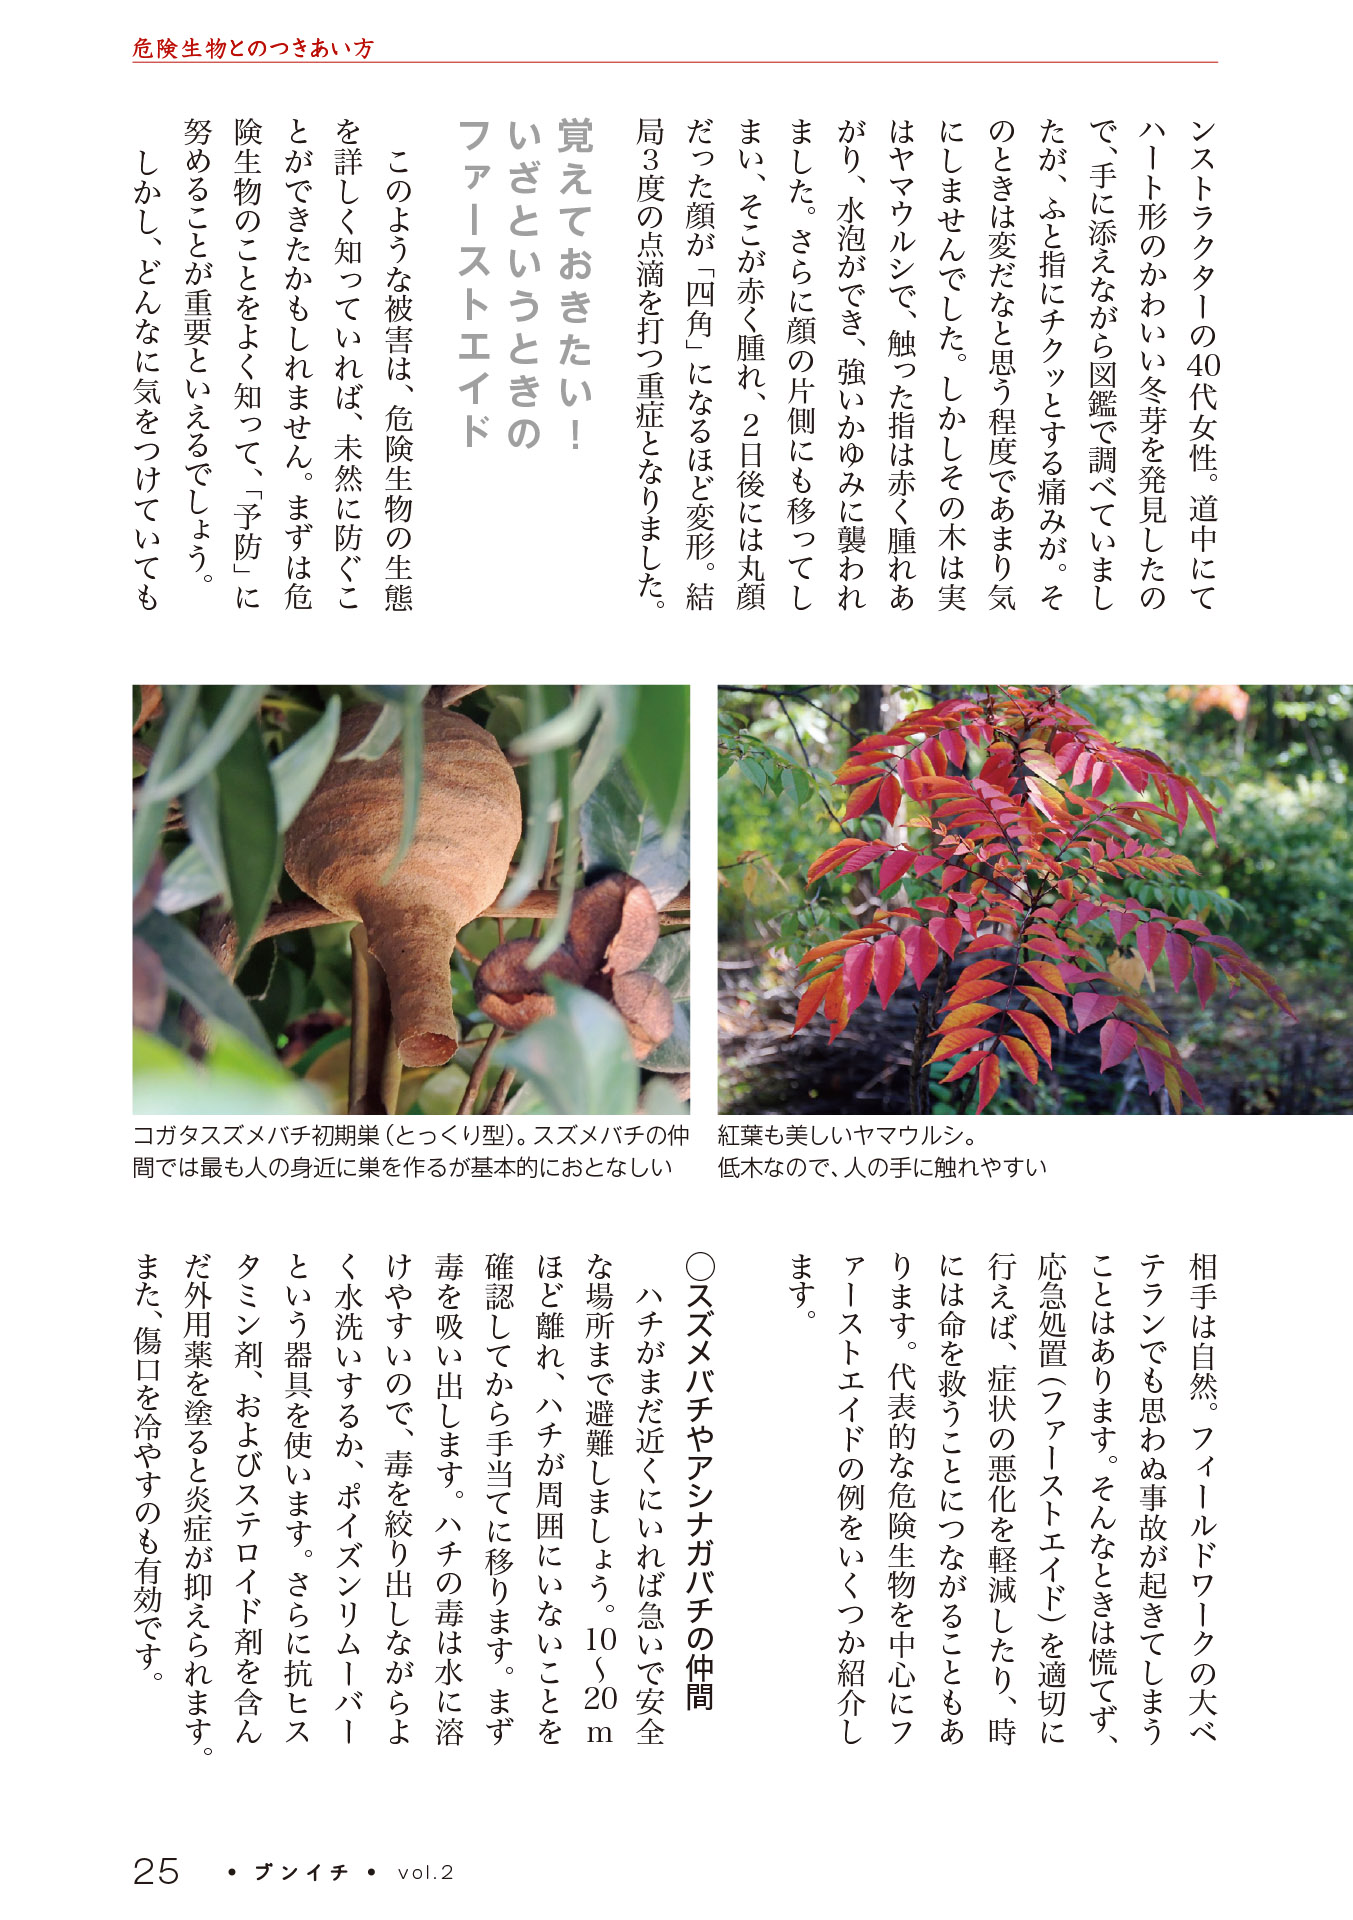 危険生物とのつきあい方
ンストラクターの40代女性。道中にて
ハート形のかわいい冬芽を発見したの
で、手に添えながら図鑑で調べていまし
たが、ふと指にチクッとする痛みが。そ
のときは変だなと思う程度であまり気
にしませんでした。しかしその木は実
はヤマウルシで、触った指は赤く腫れあ
がり、水泡ができ、強いかゆみに襲われ
ました。さらに顔の片側にも移ってし
まい、そこが赤く腫れ、2日後には丸顔
だった顔が「四角」になるほど変形。結
局3度の点滴を打つ重症となりました。
覚えておきたい!
いざというときの
ファーストエイド
このような被害は、危険生物の生態
を詳しく知っていれば、未然に防ぐこ
とができたかもしれません。まずは危
険生物のことをよく知って、「予防」に
努めることが重要といえるでしょう。
しかし、どんなに気をつけていても
コガタスズメバチ初期巣(とっくり型)。スズメバチの仲
間では最も人の身近に巣を作るが基本的におとなしい
紅葉も美しいヤマウルシ。
低木なので、人の手に触れやすい
相手は自然。フィールドワークの大ベ
テランでも思わぬ事故が起きてしまう
ことはあります。そんなときは慌てず、
応急処置(ファーストエイド)を適切に
行えば、症状の悪化を軽減したり、時
には命を救うことにつながることもあ
ります。代表的な危険生物を中心にフ
ァーストエイドの例をいくつか紹介し
ます。
○スズメバチやアシナガバチの仲間
ハチがまだ近くにいれば急いで安全
な場所まで避難しましょう。10〜20m
ほど離れ、ハチが周囲にいないことを
確認してから手当てに移ります。まず
毒を吸い出します。ハチの毒は水に溶
けやすいので、毒を絞り出しながらよ
く水洗いするか、ポイズンリムーバー
という器具を使います。さらに抗ヒス
タミン剤、およびステロイド剤を含ん
だ外用薬を塗ると炎症が抑えられます。
また、傷口を冷やすのも有効です。
25 • ブンイチ • vol.2